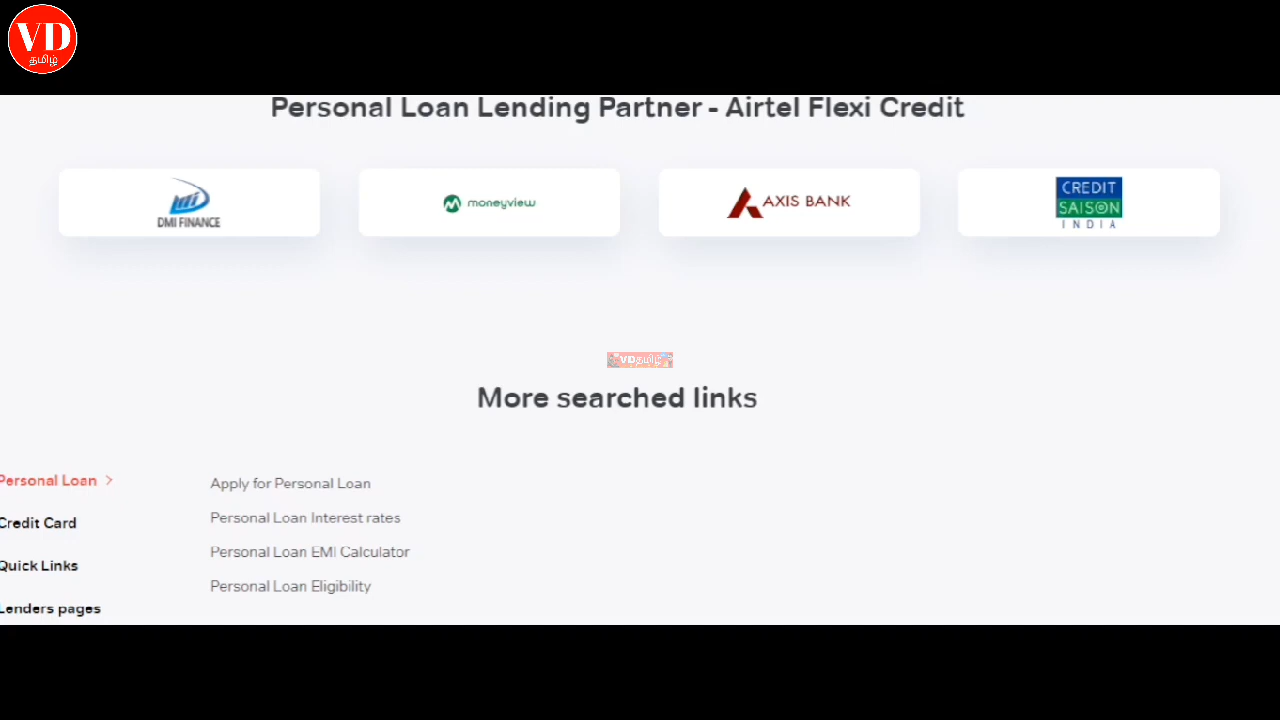 VD
தமிழ்
Personal Loan Lending Partner - Airtel Flexi Credit
DMI FINANCE
moneyview
AXIS BANK
CREDIT
SAISON
INDIA
VDதமிழ்
More searched links
Personal Loan >
Apply for Personal Loan
Personal Loan Interest rates
Credit Card
Personal Loan EMI Calculator
Quick Links
Personal Loan Eligibility
Lenders pages